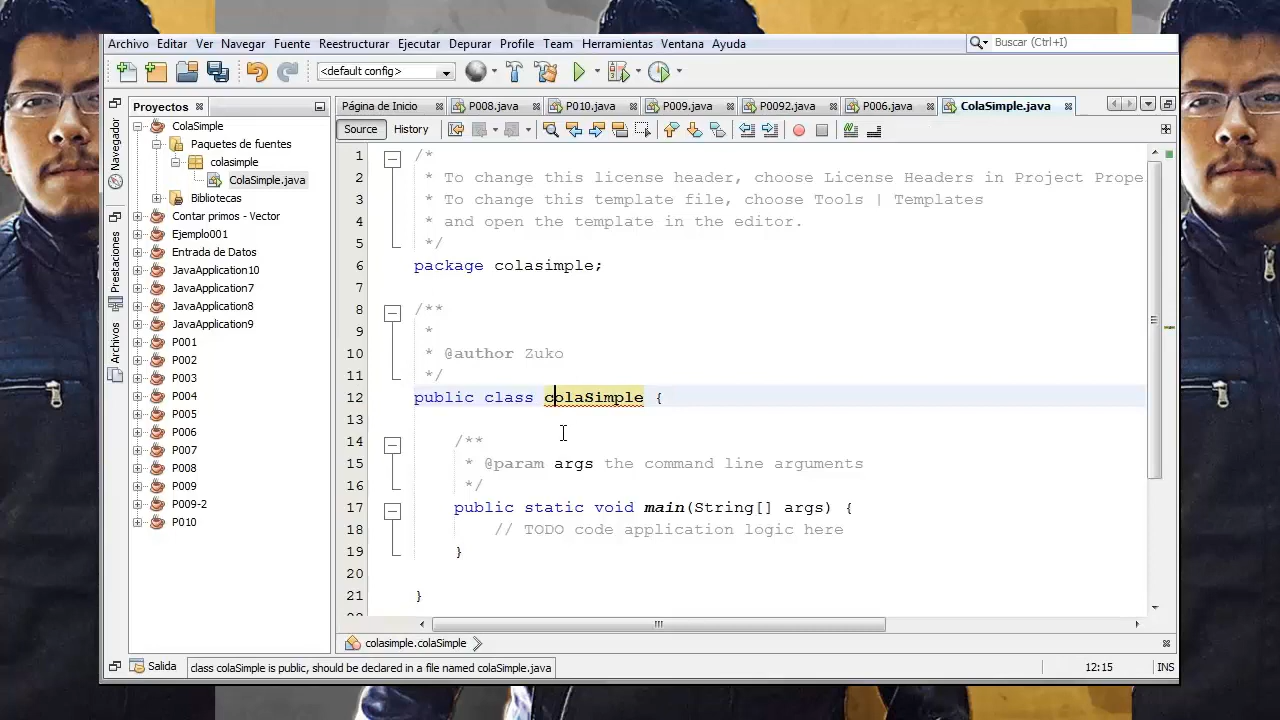 Archivo Editar Ver Navegar Fuente Reestructurar Ejecutar Depurar Profile Team Herramientas Ventana Ayuda
Buscar (Ctrl+I)
<default config>
Proyectos
Página de Inicio P008.java P010.java P009.java P0092.java P006.java ColaSimple.java
Source History
Navegador
Prestaciones
Archivos
ColaSimple
Paquetes de fuentes
colasimple
ColaSimple.java
Bibliotecas
Contar primos - Vector
Ejemplo001
Entrada de Datos
JavaApplication10
JavaApplication7
JavaApplication8
JavaApplication9
P001
P002
P003
P004
P005
P006
P007
P008
P009
P009-2
P010
1 /*
2 * To change this license header, choose License Headers in Project Prope
3 * To change this template file, choose Tools | Templates
4 * and open the template in the editor.
5 */
6 package colasimple;
7
8 /**
9 *
10 * @author Zuko
11 */
12 public class colaSimple {
13
14 /**
15 * @param args the command line arguments
16 */
17 public static void main(String[] args) {
18 // TODO code application logic here
19 }
20
21 }
colasimple.colaSimple
Salida
class colaSimple is public, should be declared in a file named colaSimple.java
12:15 INS